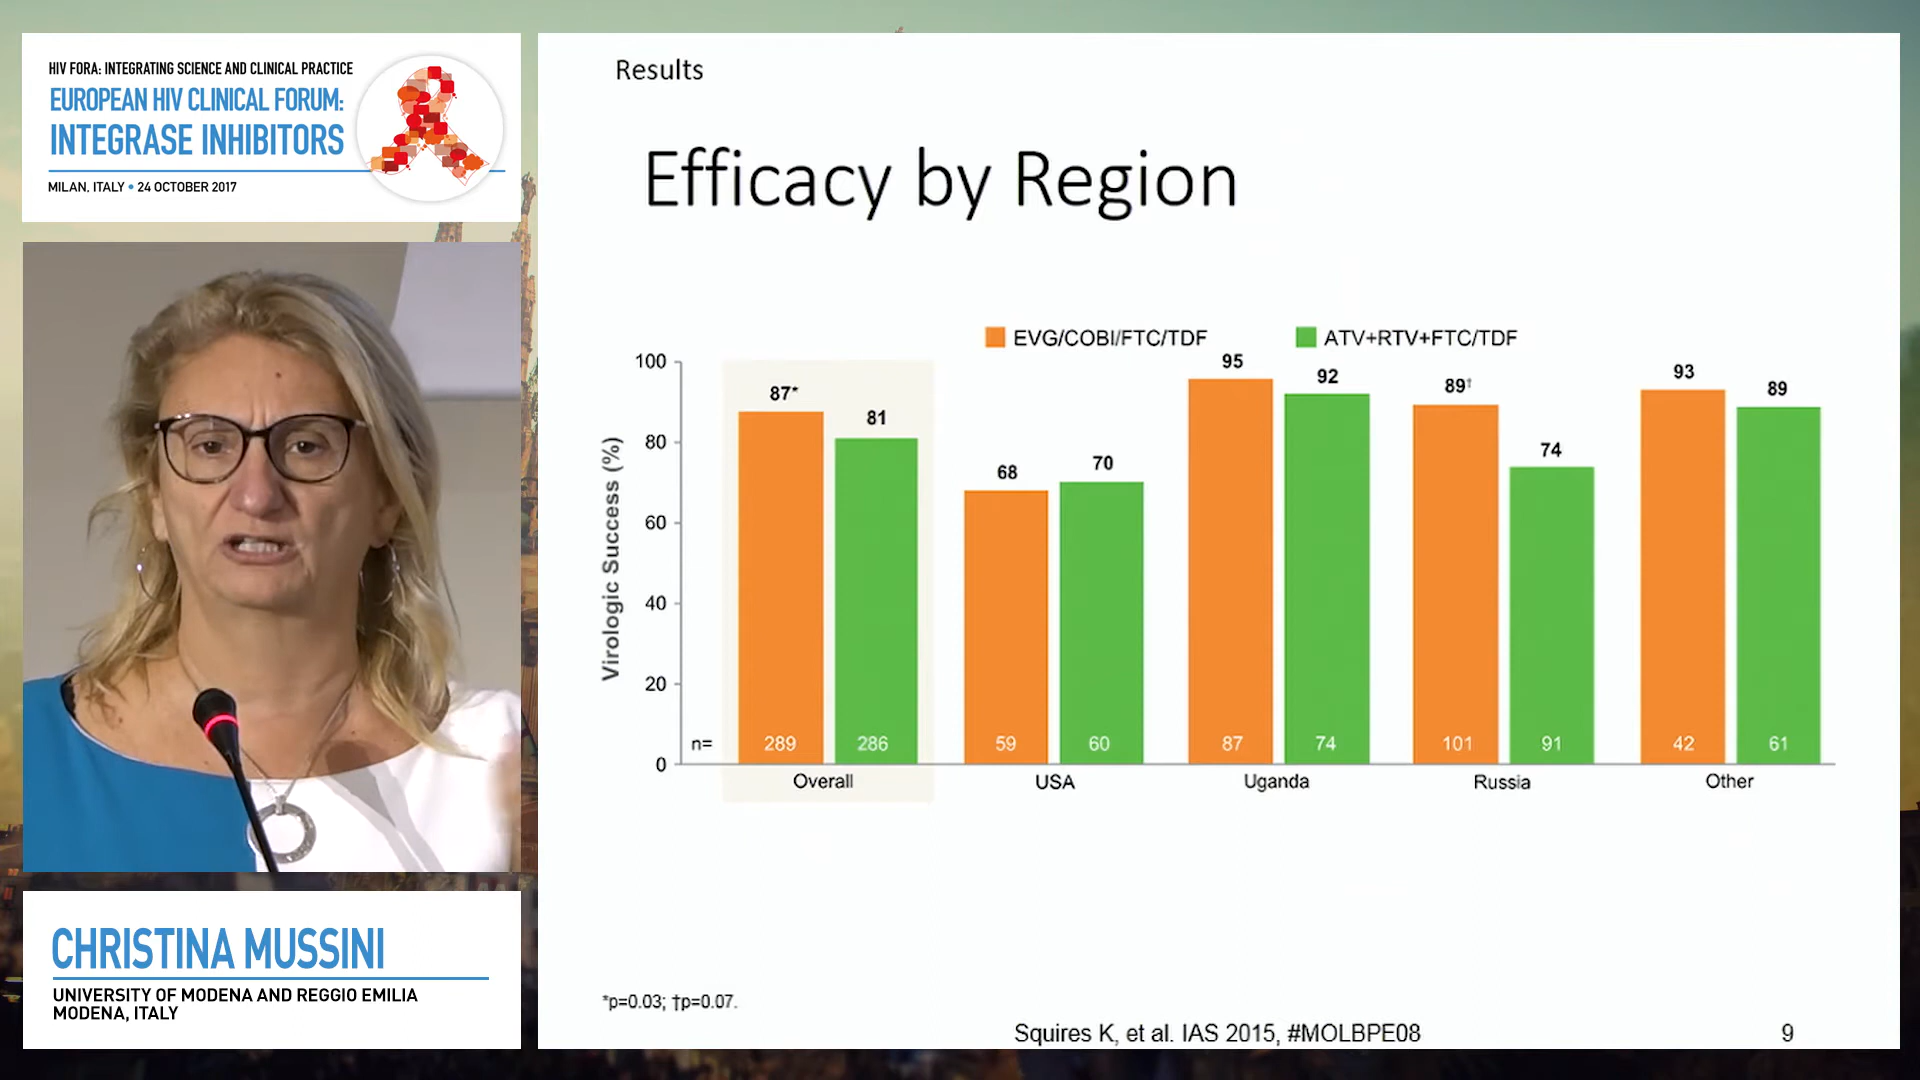 HIV FORA: INTEGRATING SCIENCE AND CLINICAL PRACTICE
EUROPEAN HIV CLINICAL FORUM:
INTEGRASE INHIBITORS
MILAN, ITALY • 24 OCTOBER 2017
CHRISTINA MUSSINI
UNIVERSITY OF MODENA AND REGGIO EMILIA
MODENA, ITALY
Results
Efficacy by Region
EVG/COBI/FTC/TDF ATV+RTV+FTC/TDF
Virologic Success (%)
100
80
60
40
20
0
87* 81 68 70 95 92 89† 74 93 89
n= 289 286 59 60 87 74 101 91 42 61
Overall USA Uganda Russia Other
*p=0.03; †p=0.07.
Squires K, et al. IAS 2015, #MOLBPE08 9